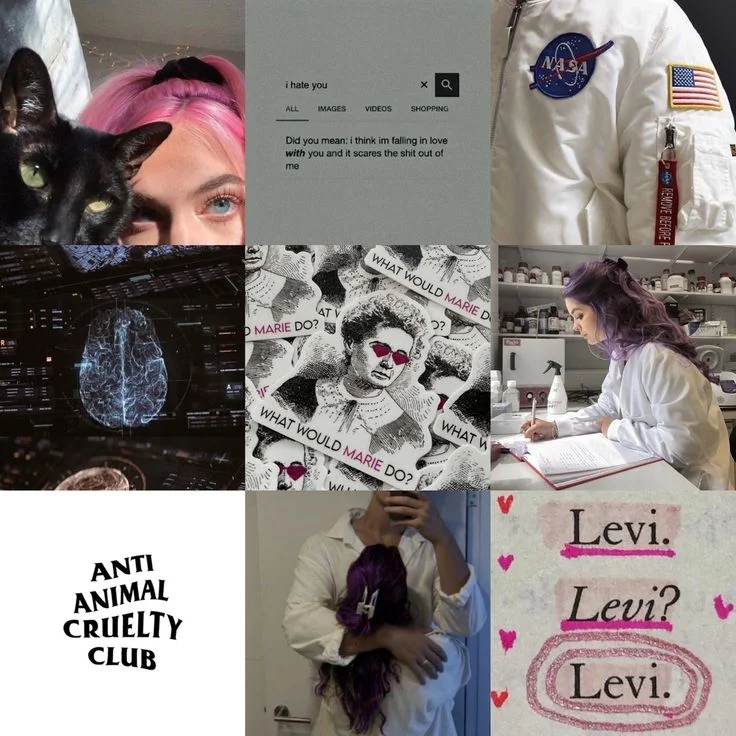 i hate you
ALL IMAGES VIDEOS SHOPPING
Did you mean: i think im falling in love
with you and it scares the shit out of
me
NASA
REMOVE BEFORE
WHAT WOULD MARIE DO?
MARIE DO?
WHAT WOULD MARIE DO?
WHAT W
ANTI
ANIMAL
CRUELTY
CLUB
Levi.
Levi?
Levi.